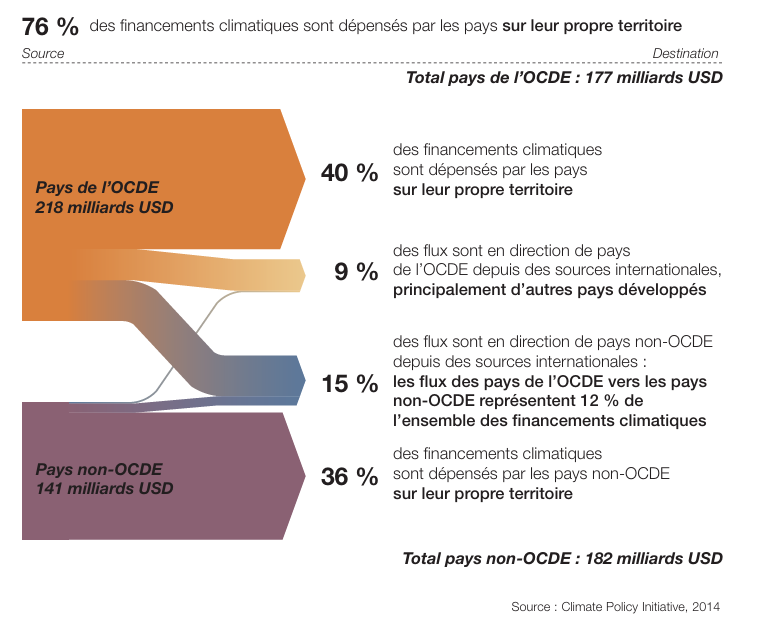 76 % des financements climatiques sont dépensés par les pays sur leur propre territoire
Source
Destination
Total pays de l'OCDE : 177 milliards USD
Pays de l'OCDE
218 milliards USD
40 %
des financements climatiques
sont dépensés par les pays
sur leur propre territoire
9 %
des flux sont en direction de pays
de l'OCDE depuis des sources internationales,
principalement d'autres pays développés
15 %
des flux sont en direction de pays non-OCDE
depuis des sources internationales :
les flux des pays de l'OCDE vers les pays
non-OCDE représentent 12 % de
l'ensemble des financements climatiques
Pays non-OCDE
141 milliards USD
36 %
des financements climatiques
sont dépensés par les pays non-OCDE
sur leur propre territoire
Total pays non-OCDE : 182 milliards USD
Source : Climate Policy Initiative, 2014